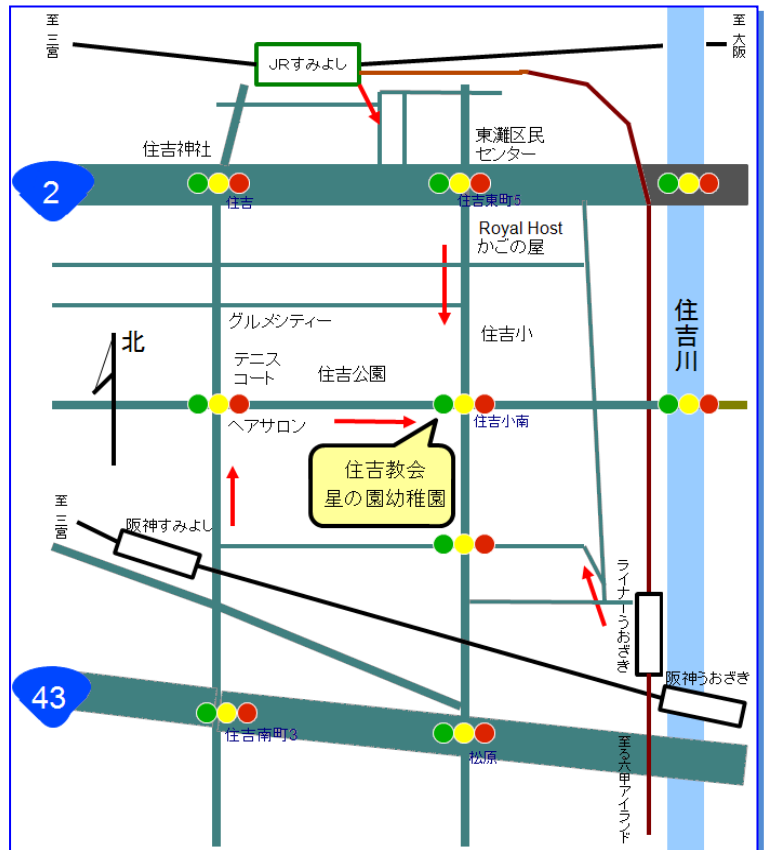 至
三
宮
至
大
阪
JRすみよし
住吉神社
東灘区民
センター
2
住吉
住吉東町5
Royal Host
かごの屋
グルメシティー
住吉小
住
吉
川
北
テニス
コート
住吉公園
ヘアサロン
住吉小南
住吉教会
星の園幼稚園
至
三
宮
阪神すみよし
ライナーうおざき
阪神うおざき
43
住吉南町3
松原
至る六甲アイランド